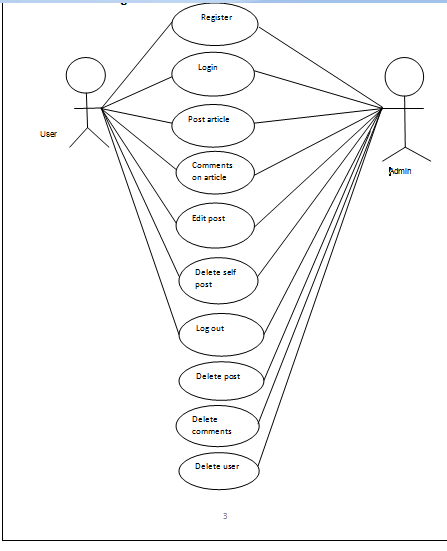 Register
Login
Post article
User
Comments
on article
Admin
Edit post
Delete self
post
Log out
Delete post
Delete
comments
Delete user
3